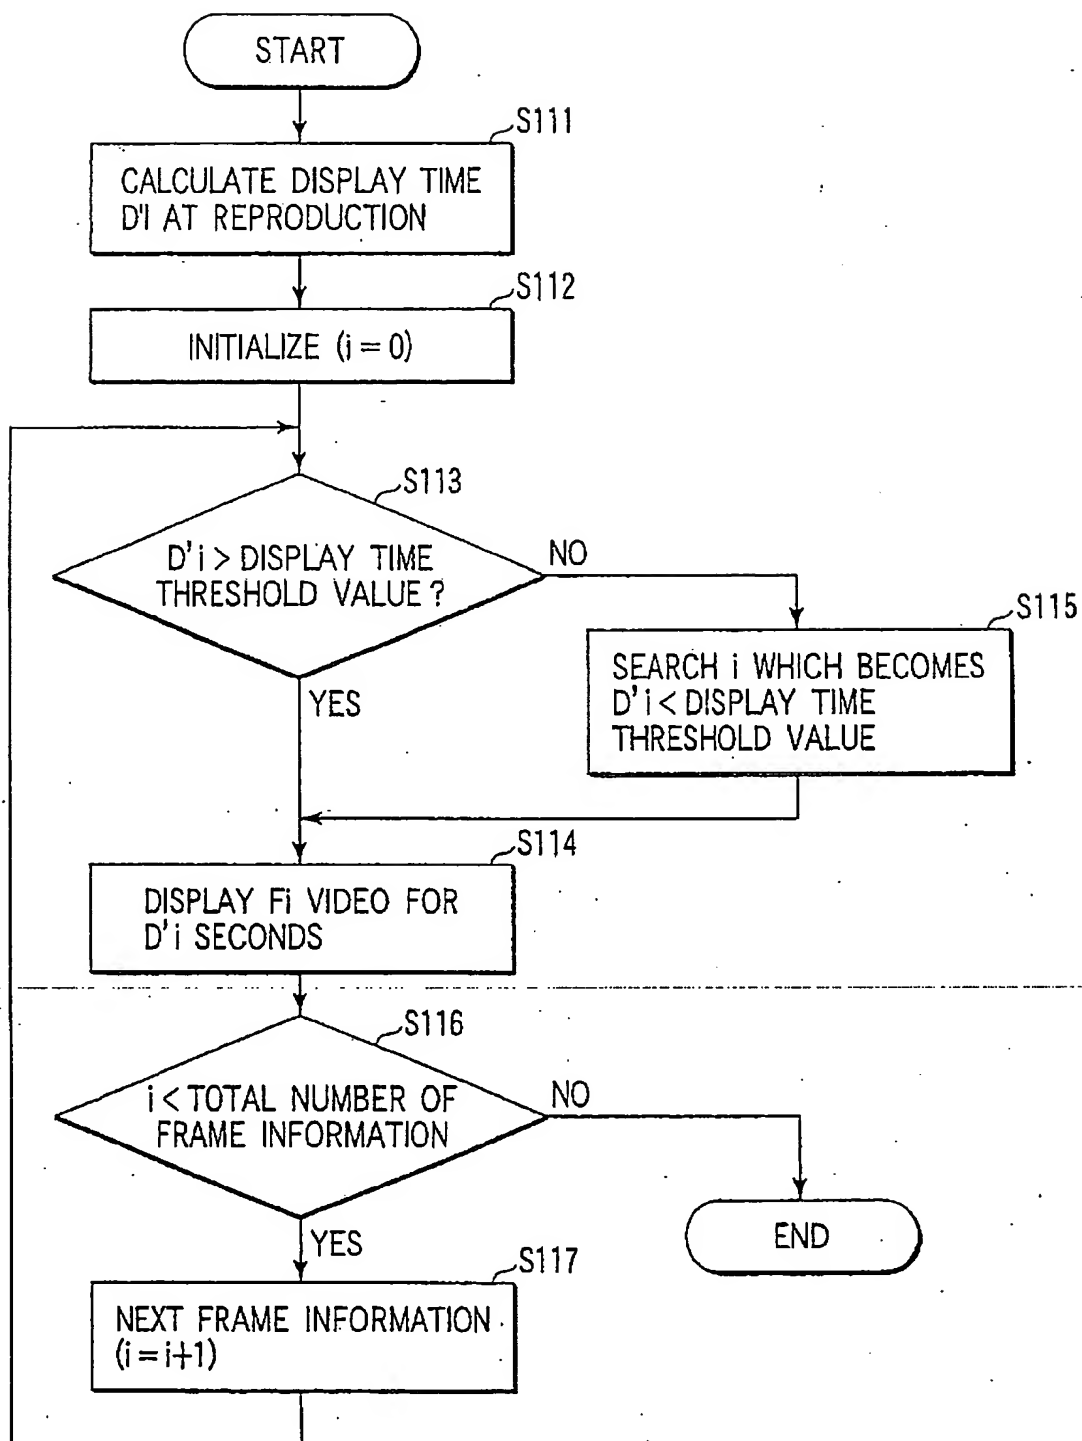 START
S111
CALCULATE DISPLAY TIME
D'I AT REPRODUCTION
S112
INITIALIZE (i = 0)
S113
D'i > DISPLAY TIME
THRESHOLD VALUE ?
NO
YES
S115
SEARCH i WHICH BECOMES
D'i < DISPLAY TIME
THRESHOLD VALUE
S114
DISPLAY Fi VIDEO FOR
D'i SECONDS
S116
i < TOTAL NUMBER OF
FRAME INFORMATION
NO
YES
END
S117
NEXT FRAME INFORMATION
(i = i+1)